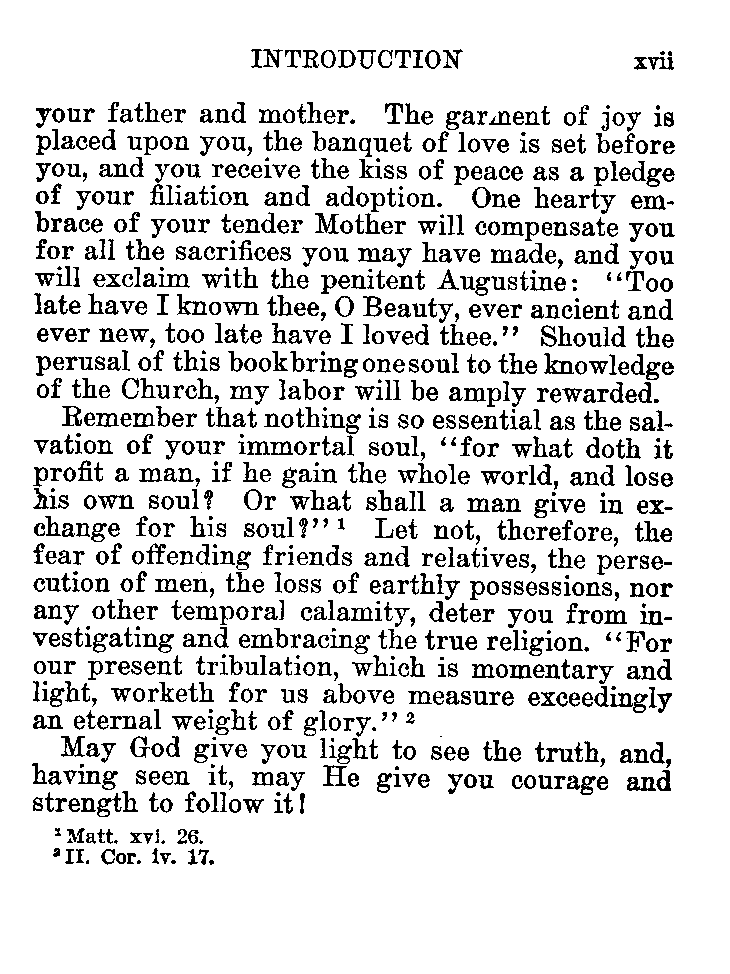 INTRODUCTION xvii
your father and mother. The garment of joy is
placed upon you, the banquet of love is set before
you, and you receive the kiss of peace as a pledge
of your filiation and adoption. One hearty em-
brace of your tender Mother will compensate you
for all the sacrifices you may have made, and you
will exclaim with the penitent Augustine: “Too
late have I known thee, O Beauty, ever ancient and
ever new, too late have I loved thee.” Should the
perusal of this book bring one soul to the knowledge
of the Church, my labor will be amply rewarded.
Remember that nothing is so essential as the sal-
vation of your immortal soul, “for what doth it
profit a man, if he gain the whole world, and lose
his own soul? Or what shall a man give in ex-
change for his soul?”¹ Let not, therefore, the
fear of offending friends and relatives, the perse-
cution of men, the loss of earthly possessions, nor
any other temporal calamity, deter you from in-
vestigating and embracing the true religion. “For
our present tribulation, which is momentary and
light, worketh for us above measure exceedingly
an eternal weight of glory.”²
May God give you light to see the truth, and,
having seen it, may He give you courage and
strength to follow it!
¹ Matt. xvi. 26.
² II. Cor. iv. 17.